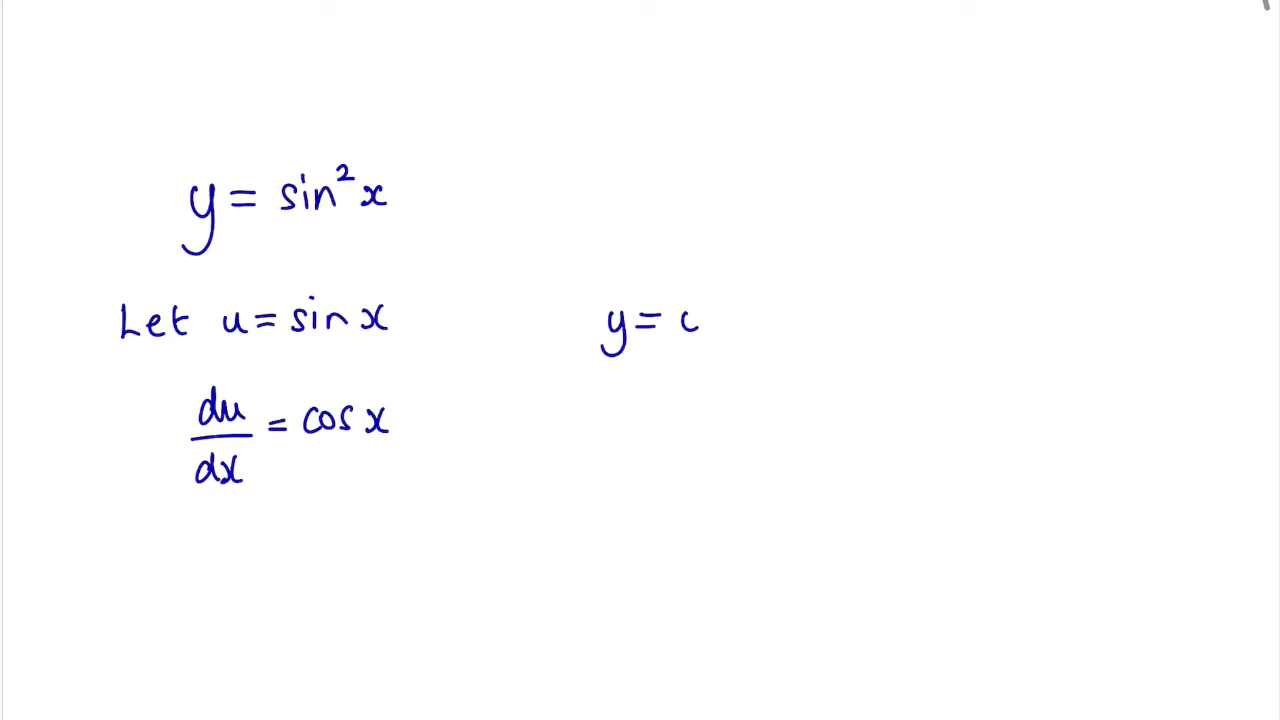 y = sin²x
Let u = sin x
y =
du/dx = cos x